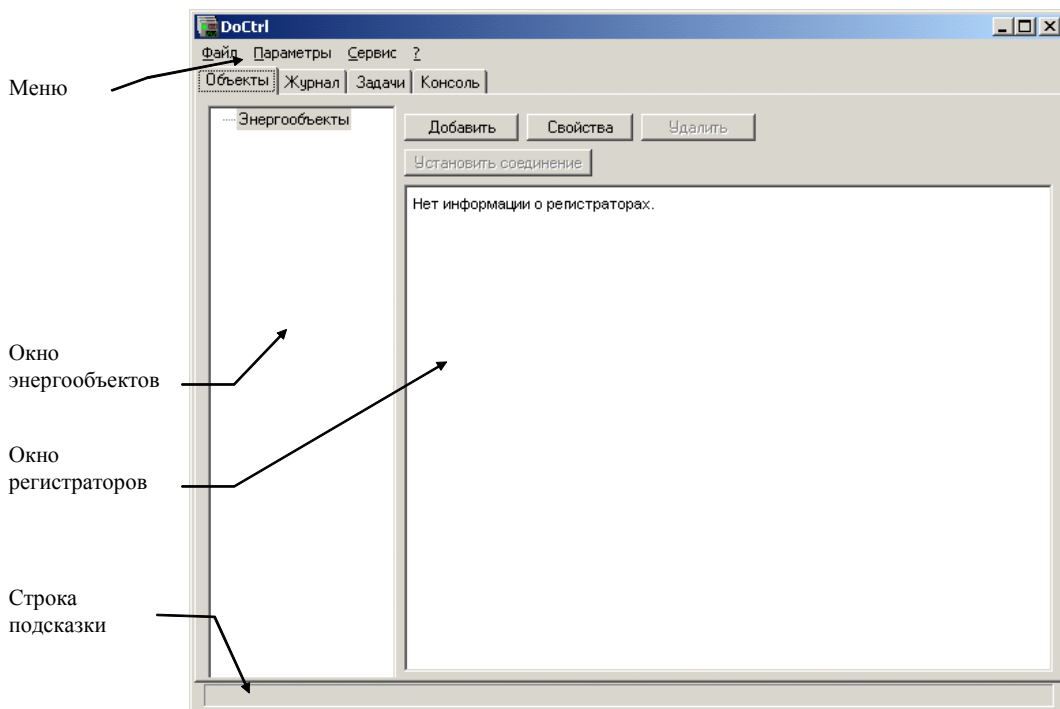 DoCtrl
Файл Параметры Сервис ?
Объекты Журнал Задачи Консоль
Меню
Энергообъекты
Добавить Свойства Удалить
Установить соединение
Нет информации о регистраторах.
Окно
энергообъектов
Окно
регистраторов
Строка
подсказки